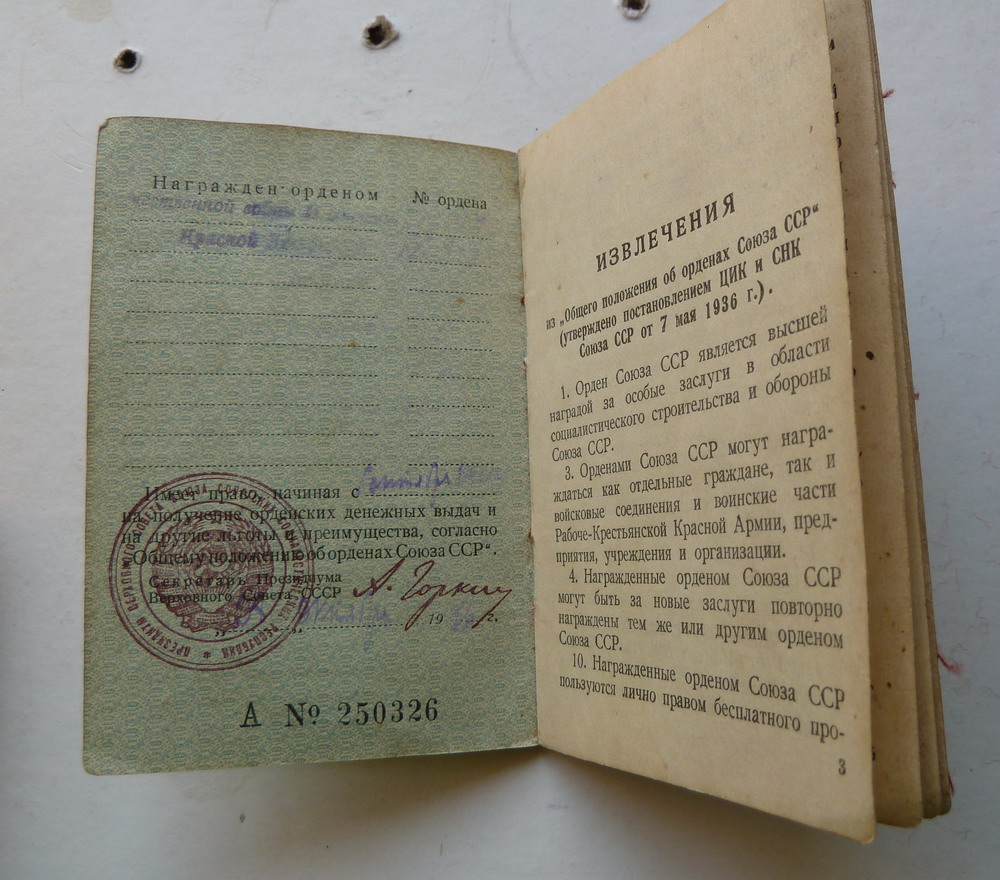 Награжден орденом № ордена
войны II
Красной
Имеет право, начиная с
на получение орденских денежных выдач и
на другие льготы и преимущества, согласно
„Общему положению об орденах Союза ССР“.
Секретарь Президиума
Верховного Совета СССР А. Горкин
19 г.
А № 250326
ИЗВЛЕЧЕНИЯ
из „Общего положения об орденах Союза ССР“
(утверждено постановлением ЦИК и СНК
Союза ССР от 7 мая 1936 г.).
1. Орден Союза ССР является высшей
наградой за особые заслуги в области
социалистического строительства и обороны
Союза ССР.
3. Орденами Союза ССР могут награ-
ждаться как отдельные граждане, так и
войсковые соединения и воинские части
Рабоче-Крестьянской Красной Армии, пред-
приятия, учреждения и организации.
4. Награжденные орденом Союза ССР
могут быть за новые заслуги повторно
награждены тем же или другим орденом
Союза ССР.
10. Награжденные орденом Союза ССР
пользуются лично правом бесплатного про-
3